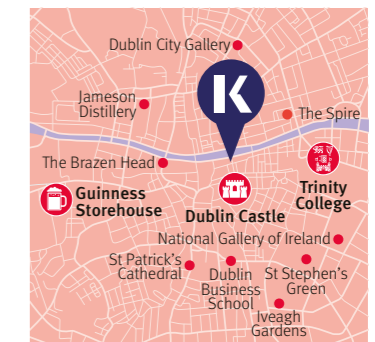 Dublin City Gallery
K
Jameson
Distillery
The Spire
The Brazen Head
Guinness
Storehouse
Dublin Castle
Trinity
College
National Gallery of Ireland
St Patrick's
Cathedral
Dublin
Business
School
St Stephen's
Green
Iveagh
Gardens